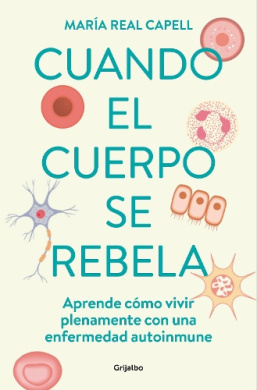 MARÍA REAL CAPELL
CUANDO
EL
CUERPO
SE
REBELA
Aprende cómo vivir
plenamente con una
enfermedad autoinmune
Grijalbo